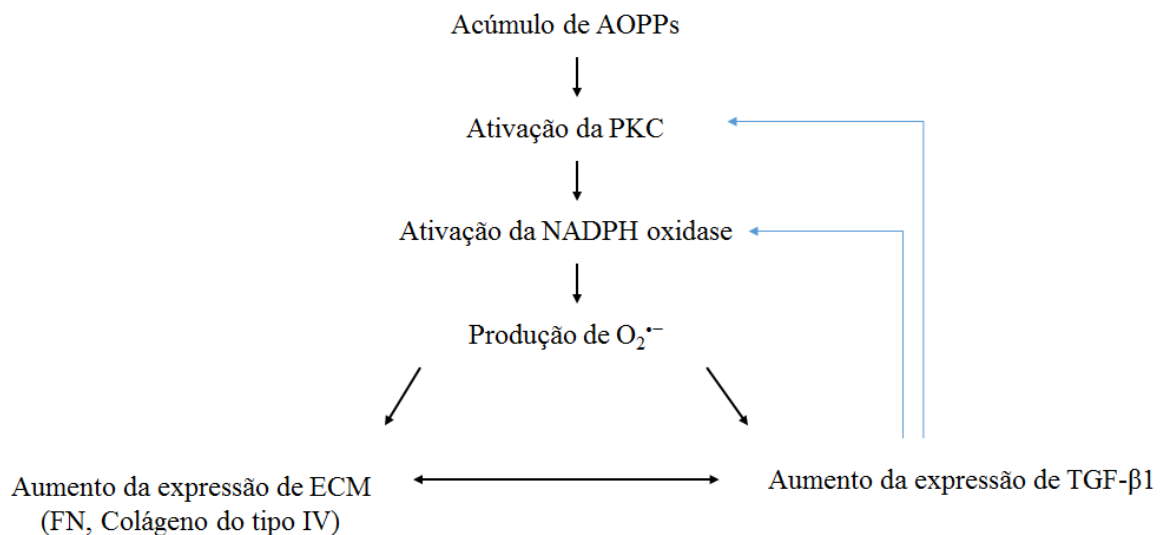 Acúmulo de AOPPs
Ativação da PKC
Ativação da NADPH oxidase
Produção de O₂•−
Aumento da expressão de ECM
(FN, Colágeno do tipo IV)
Aumento da expressão de TGF-β1